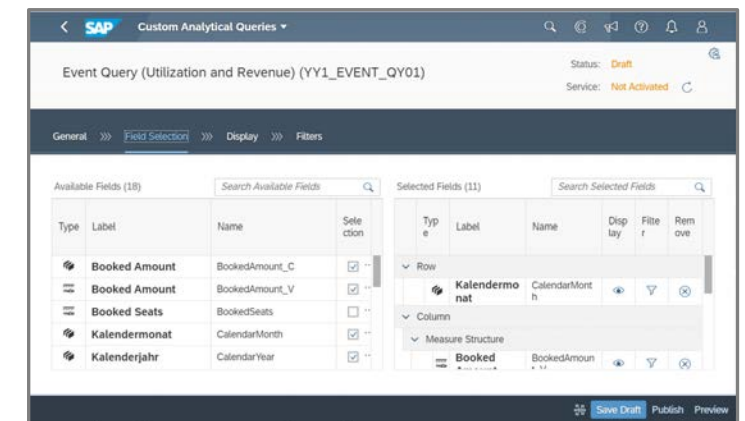 SAP Custom Analytical Queries
Event Query (Utilization and Revenue) (YY1_EVENT_QY01)
Status: Draft
Service: Not Activated
General Field Selection Display Filters
Available Fields (18) Search Available Fields
Type Label Name Sele
ction
Booked Amount BookedAmount_C
Booked Amount BookedAmount_V
Booked Seats BookedSeats
Kalendermonat CalendarMonth
Kalenderjahr CalendarYear
Selected Fields (11) Search Selected Fields
Typ
e
Label Name Disp
lay
Filte
r
Rem
ove
Row
Kalendermo
nat
CalendarMont
h
Column
Measure Structure
Booked BookedAmoun
Save Draft Publish Preview